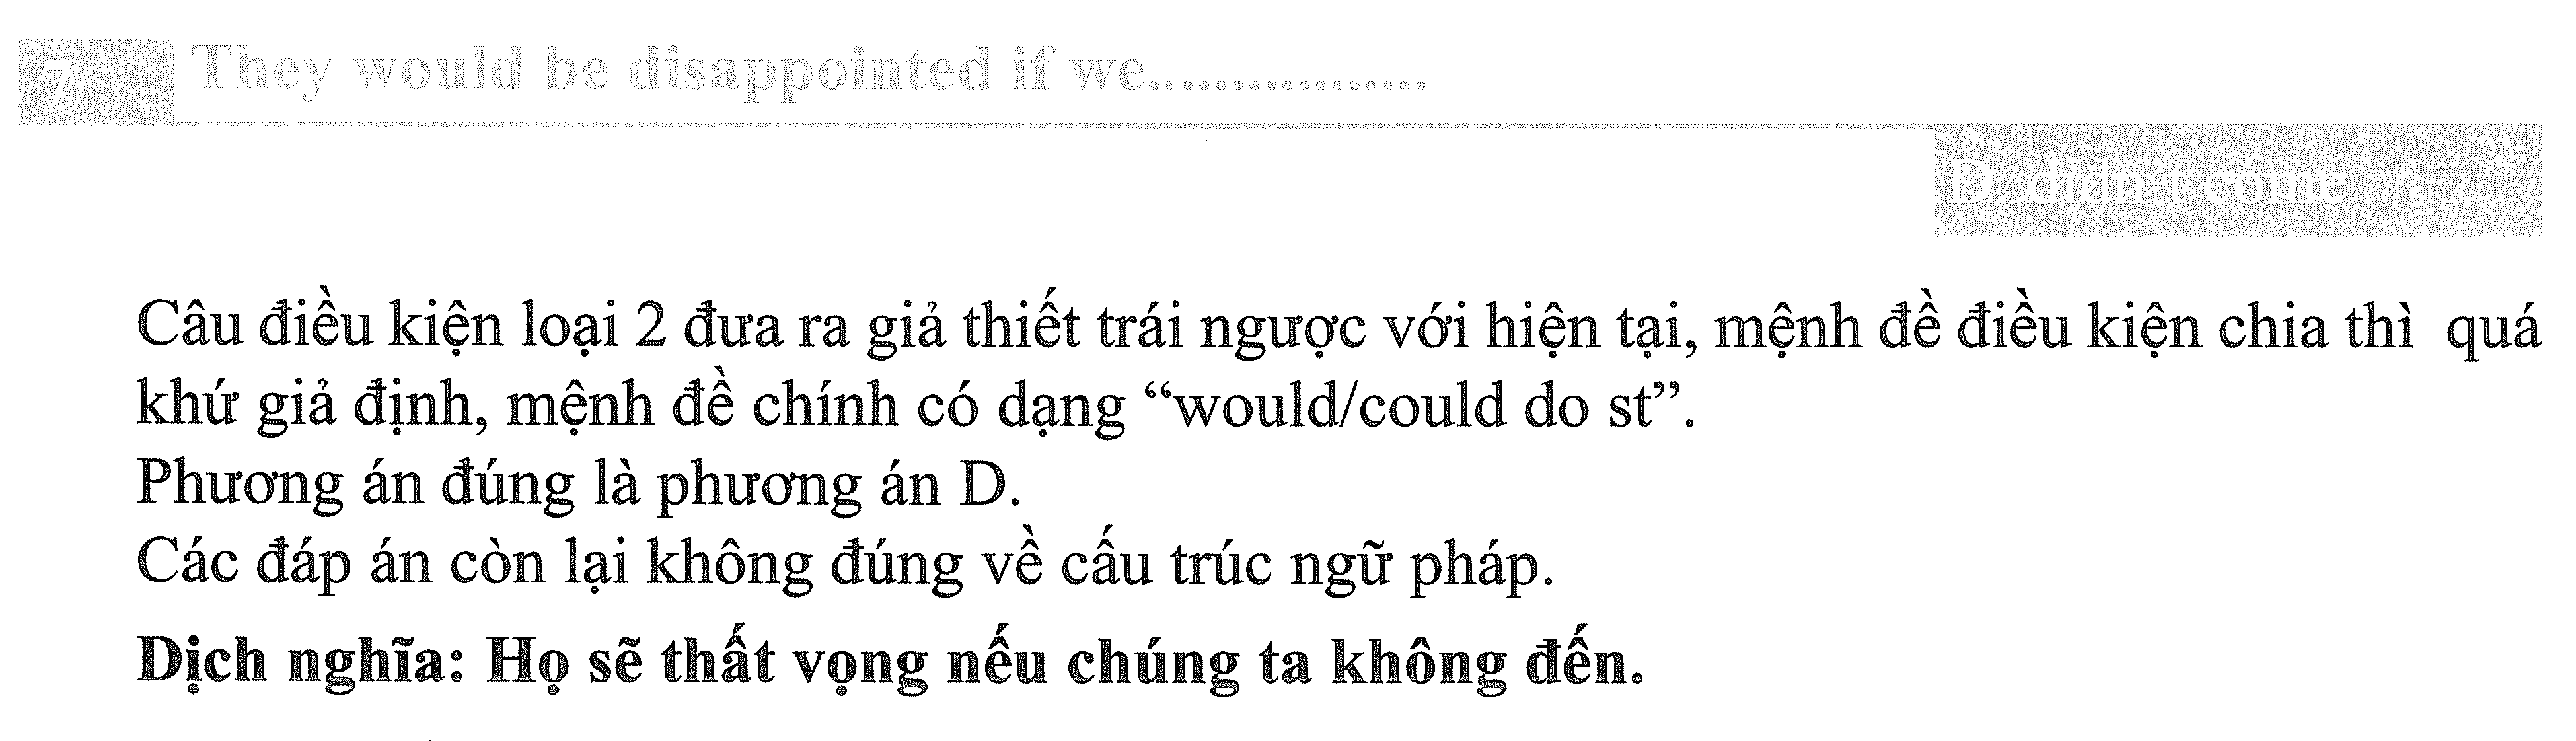 7 They would be disappointed if we................
D. didn't come
Câu điều kiện loại 2 đưa ra giả thiết trái ngược với hiện tại, mệnh đề điều kiện chia thì quá
khứ giả định, mệnh đề chính có dạng “would/could do st”.
Phương án đúng là phương án D.
Các đáp án còn lại không đúng về cấu trúc ngữ pháp.
Dịch nghĩa: Họ sẽ thất vọng nếu chúng ta không đến.